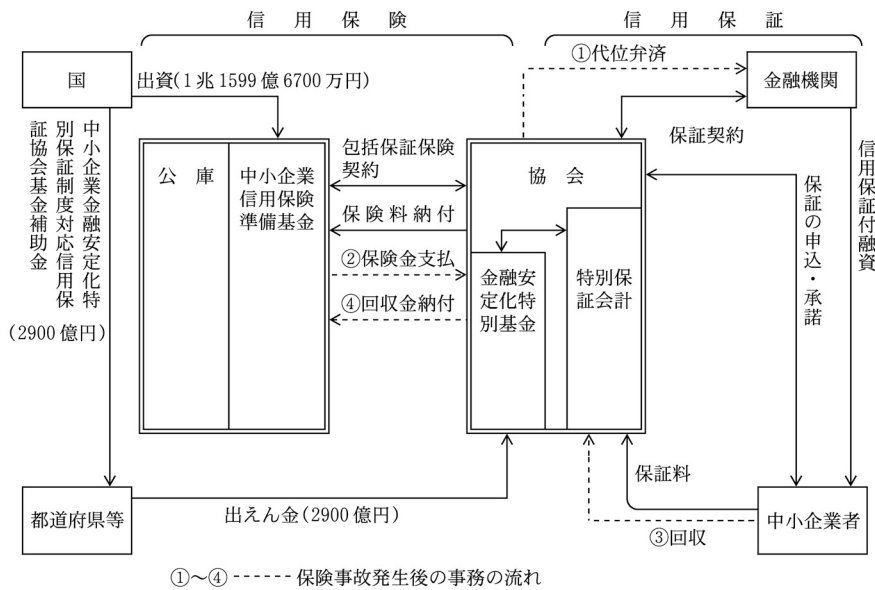 信用保険
信用保証
国
出資(1兆1599億6700万円)
①代位弁済
金融機関
保証契約
中小企業金融安定化特
別保証制度対応信用保
証協会基金補助金
(2900億円)
公庫
中小企業
信用保険
準備基金
包括保証保険
契約
保険料納付
②保険金支払
④回収金納付
協会
金融安
定化特
別基金
特別保
証会計
保証の申込・承諾
信用保証付融資
都道府県等
出えん金(2900億円)
保証料
③回収
中小企業者
①〜④ 保険事故発生後の事務の流れ